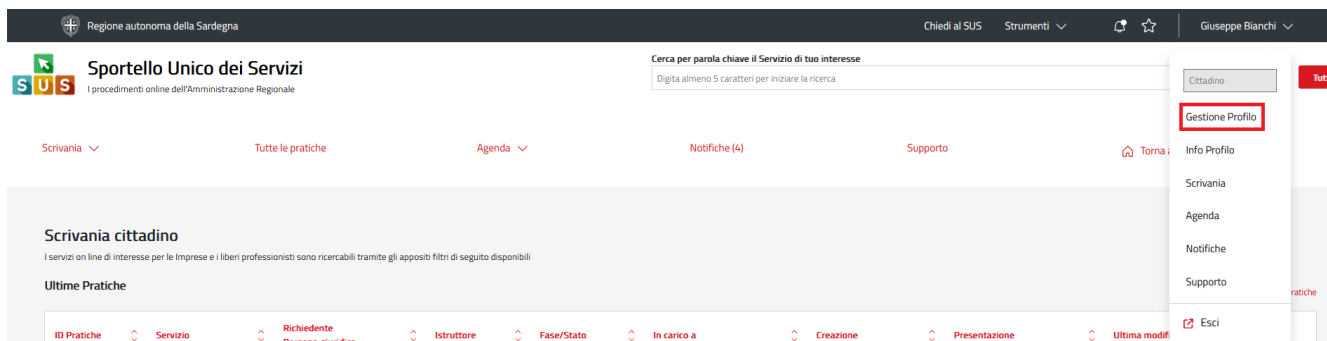 Regione autonoma della Sardegna
Chiedi al SUS
Strumenti
Giuseppe Bianchi
SUS
Sportello Unico dei Servizi
I procedimenti online dell'Amministrazione Regionale
Cerca per parola chiave il Servizio di tuo interesse
Digita almeno 5 caratteri per iniziare la ricerca
Cittadino
Gestione Profilo
Info Profilo
Scrivania
Agenda
Notifiche
Supporto
Esci
Scrivania
Tutte le pratiche
Agenda
Notifiche (4)
Supporto
Torna
Scrivania cittadino
I servizi on line di interesse per le Imprese e i liberi professionisti sono ricercabili tramite gli appositi filtri di seguito disponibili
Ultime Pratiche
ID Pratiche
Servizio
Richiedente
Istruttore
Fase/Stato
In carico a
Creazione
Presentazione
Ultima